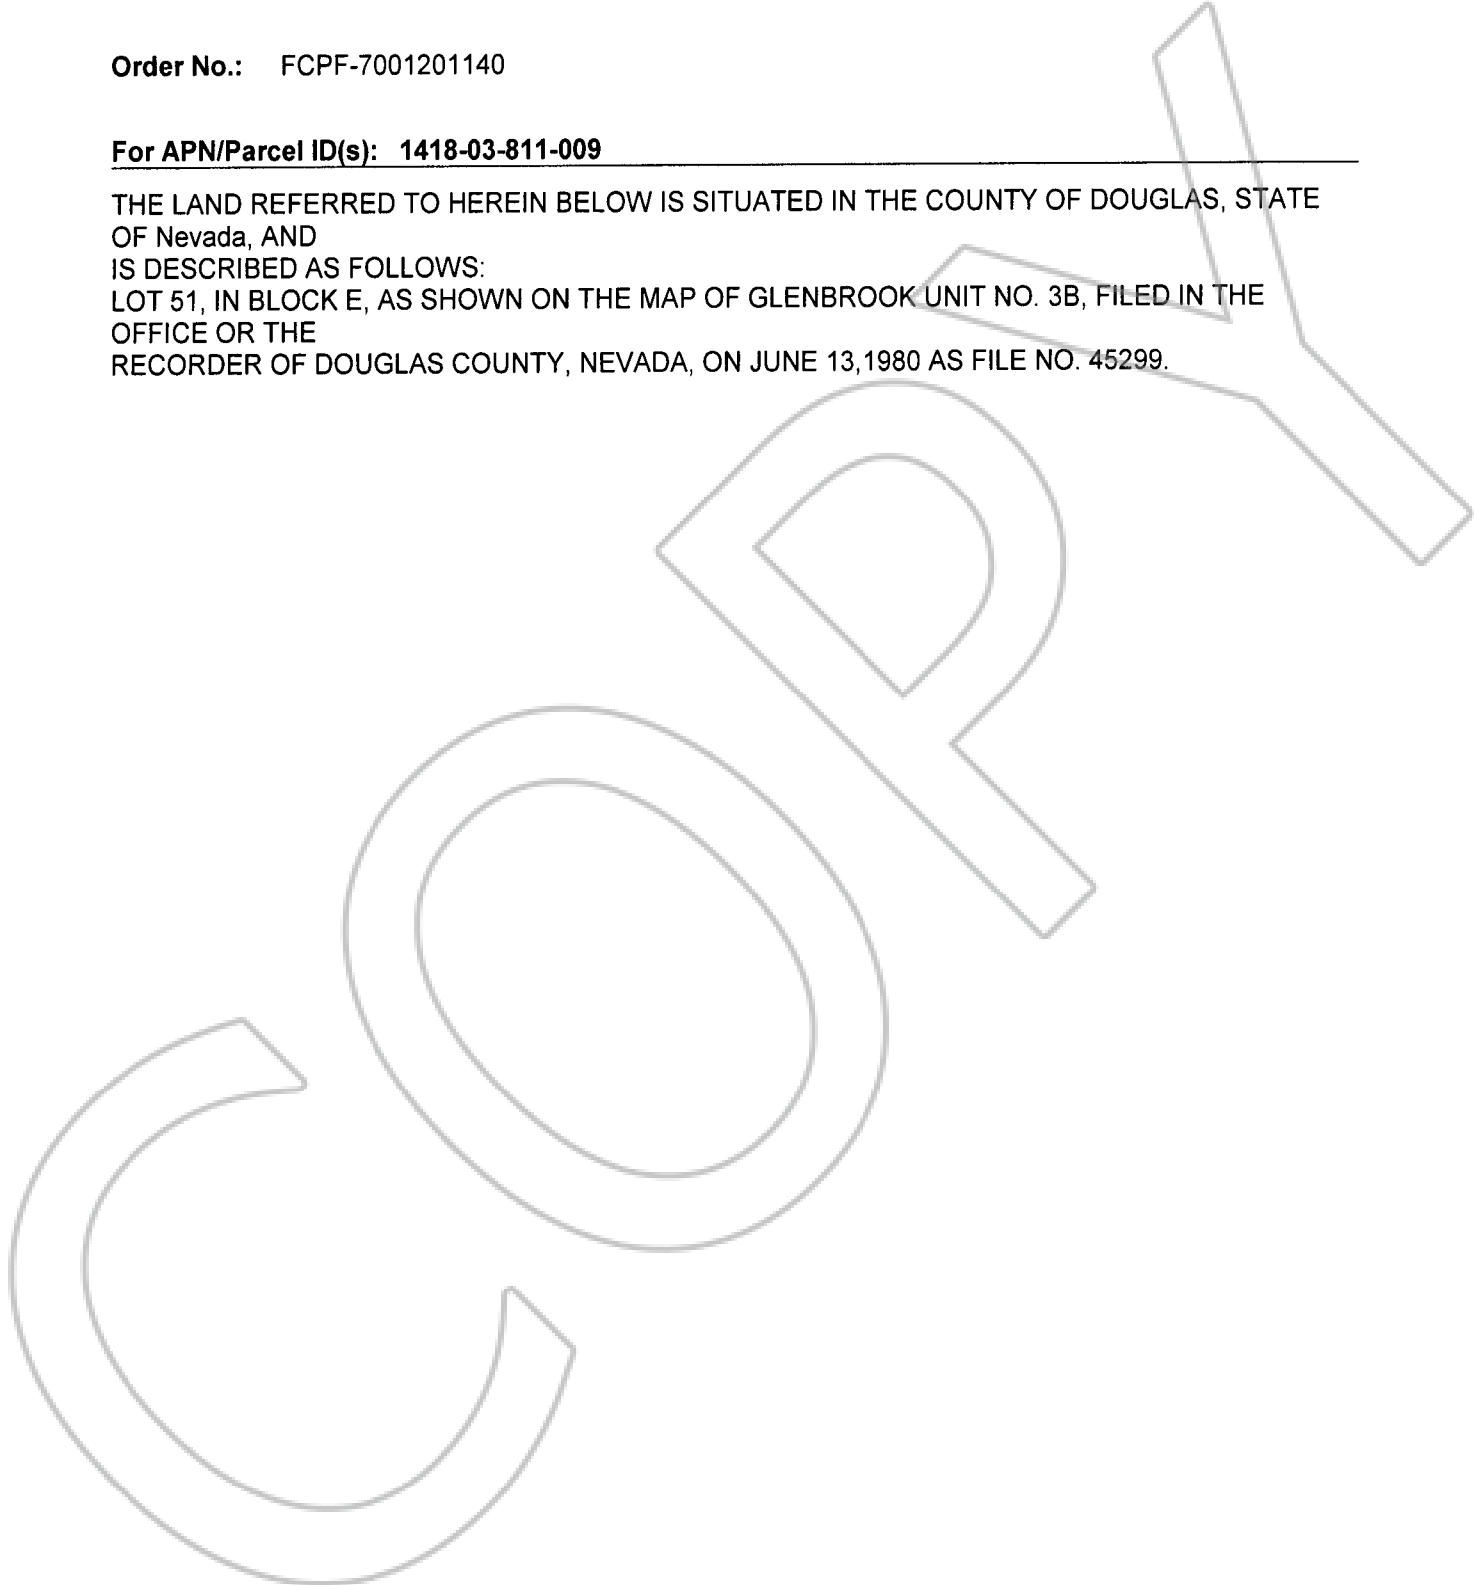 Order No.: FCPF-7001201140
For APN/Parcel ID(s): 1418-03-811-009
THE LAND REFERRED TO HEREIN BELOW IS SITUATED IN THE COUNTY OF DOUGLAS, STATE
OF Nevada, AND
IS DESCRIBED AS FOLLOWS:
LOT 51, IN BLOCK E, AS SHOWN ON THE MAP OF GLENBROOK UNIT NO. 3B, FILED IN THE
OFFICE OR THE
RECORDER OF DOUGLAS COUNTY, NEVADA, ON JUNE 13,1980 AS FILE NO. 45299.
COPY